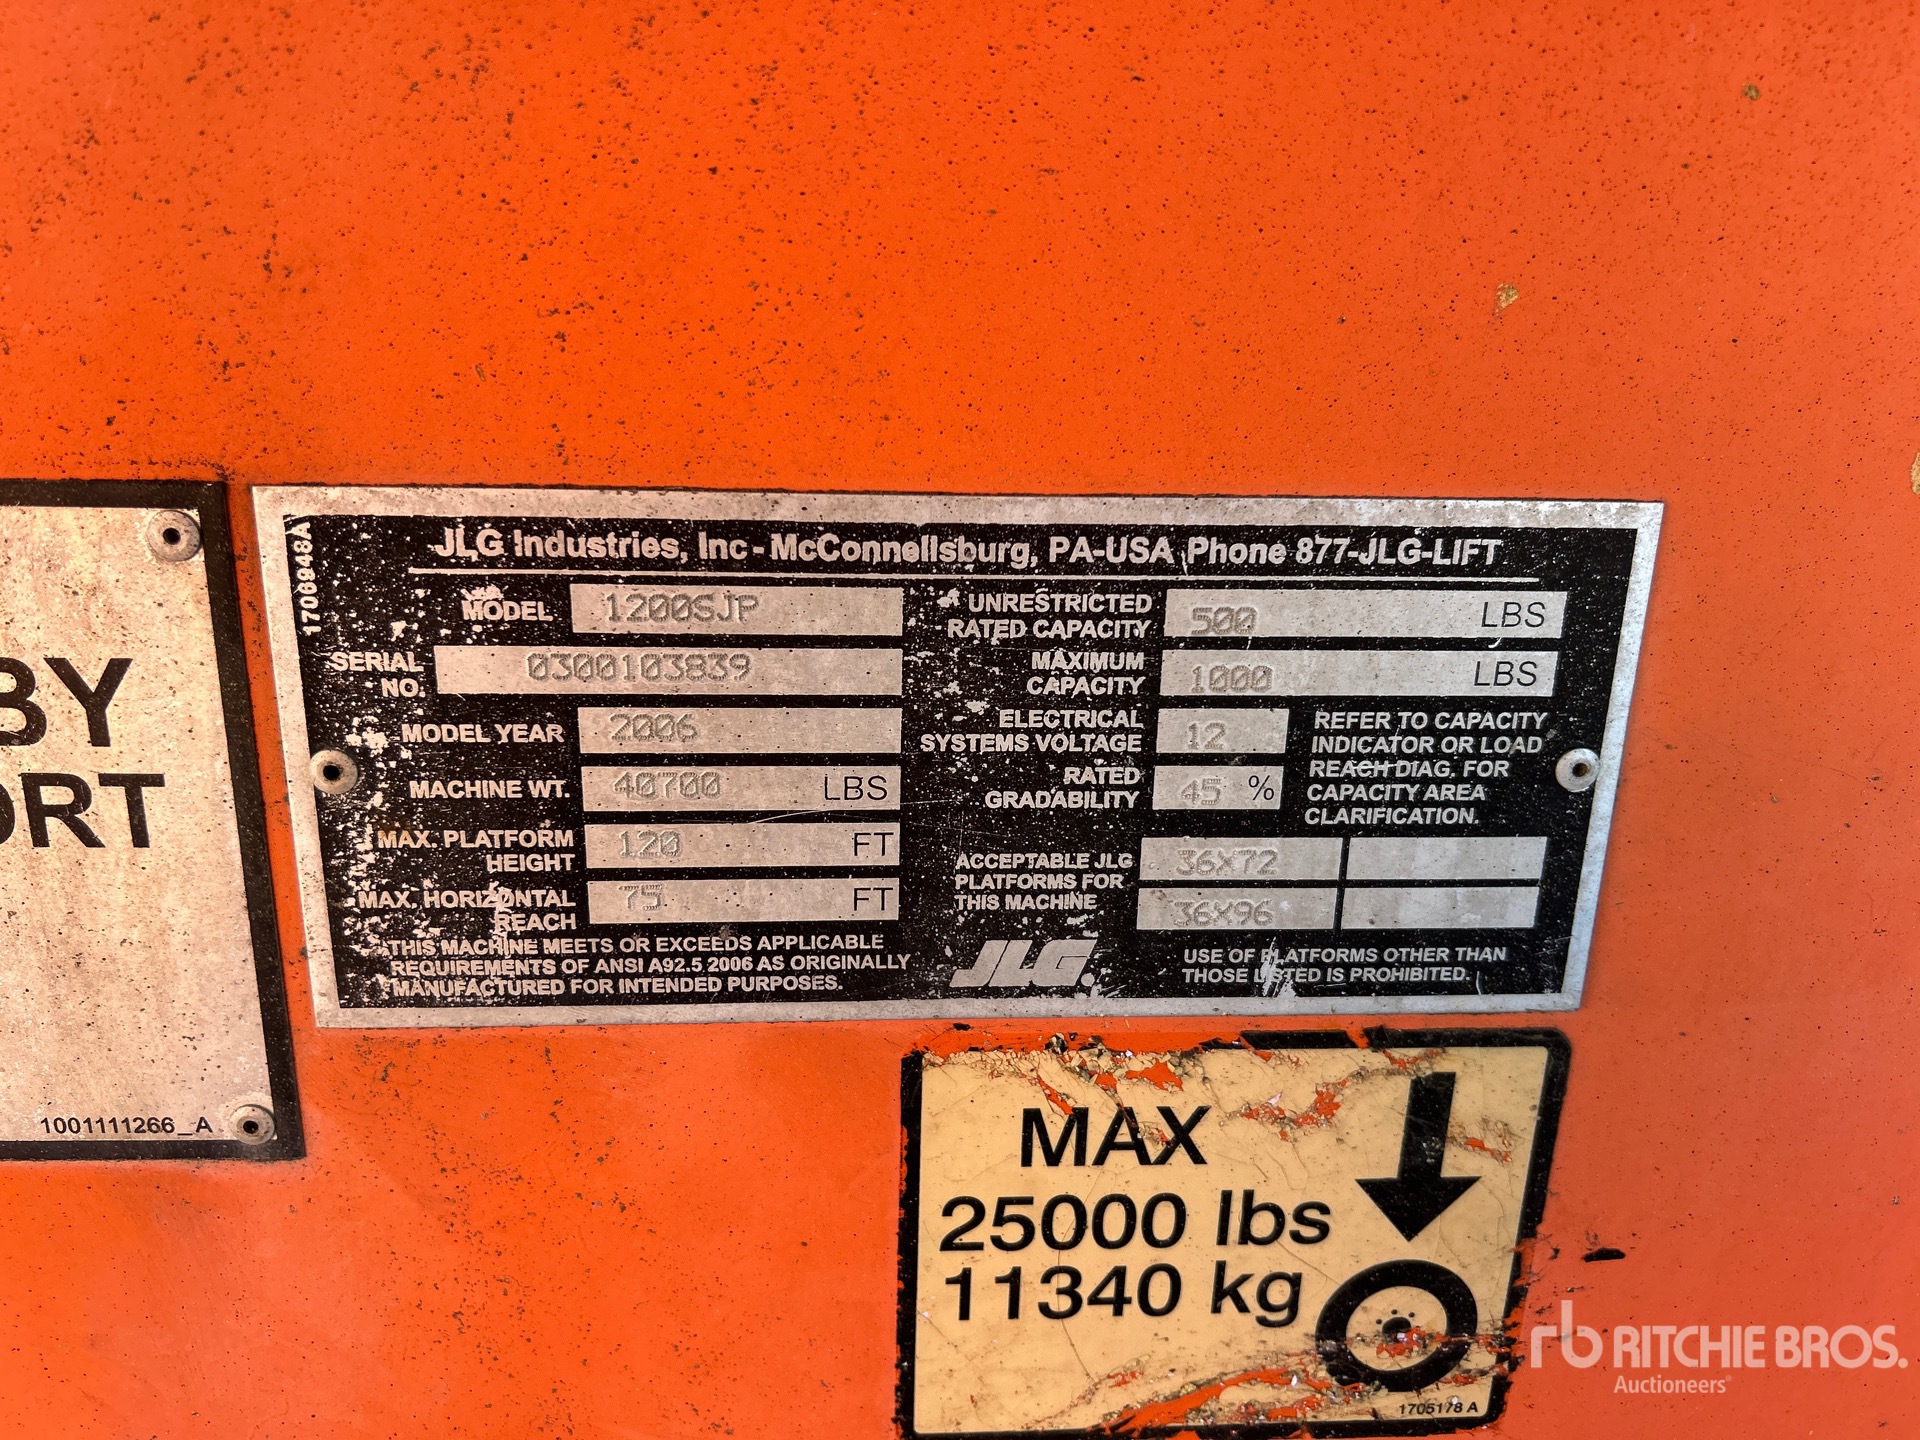 BY
ORT
1001111266_A
1706948A
JLG Industries, Inc - McConnellsburg, PA-USA Phone 877-JLG-LIFT
MODEL 1200SJP
SERIAL NO. 0300103839
MODEL YEAR 2006
MACHINE WT. 40700 LBS
MAX. PLATFORM
HEIGHT 120 FT
MAX. HORIZONTAL
REACH 75 FT
THIS MACHINE MEETS OR EXCEEDS APPLICABLE
REQUIREMENTS OF ANSI A92.5 2006 AS ORIGINALLY
MANUFACTURED FOR INTENDED PURPOSES.
UNRESTRICTED
RATED CAPACITY 500 LBS
MAXIMUM
CAPACITY 1000 LBS
ELECTRICAL
SYSTEMS VOLTAGE 12
RATED
GRADABILITY 45 %
REFER TO CAPACITY
INDICATOR OR LOAD
REACH DIAG. FOR
CAPACITY AREA
CLARIFICATION.
ACCEPTABLE JLG
PLATFORMS FOR
THIS MACHINE
36X72
36X96
JLG.
USE OF PLATFORMS OTHER THAN
THOSE LISTED IS PROHIBITED.
MAX
25000 lbs
11340 kg
1705178 A
rb RITCHIE BROS.
Auctioneers